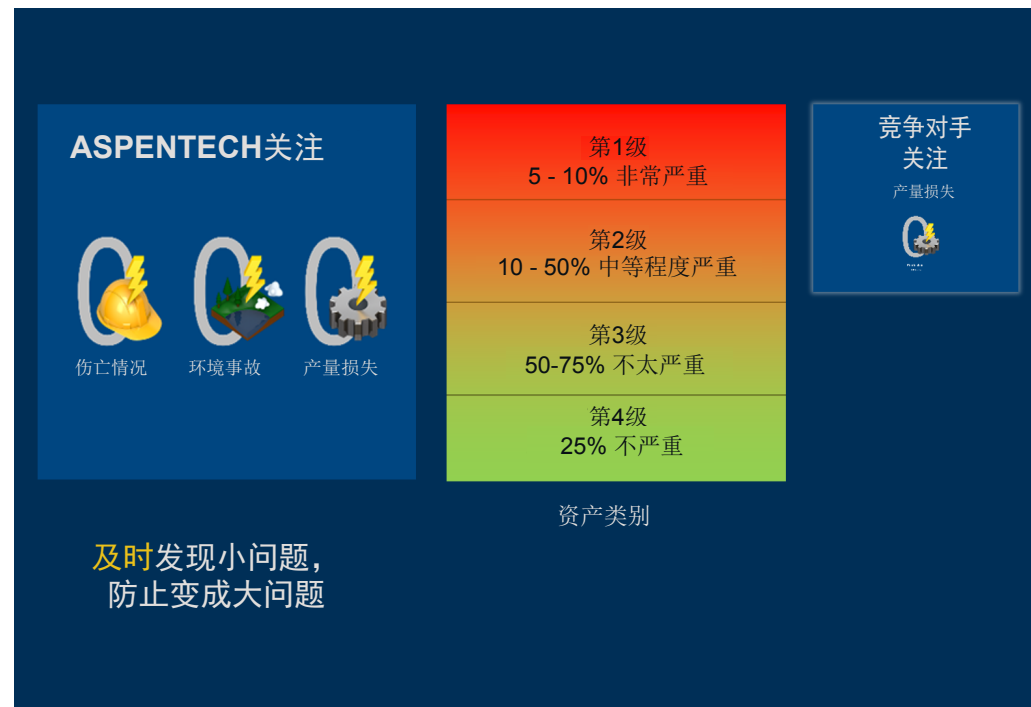 ASPENTECH关注
伤亡情况
环境事故
产量损失
第1级
5 - 10% 非常严重
第2级
10 - 50% 中等程度严重
第3级
50-75% 不太严重
第4级
25% 不严重
资产类别
竞争对手
关注
产量损失
及时发现小问题，
防止变成大问题